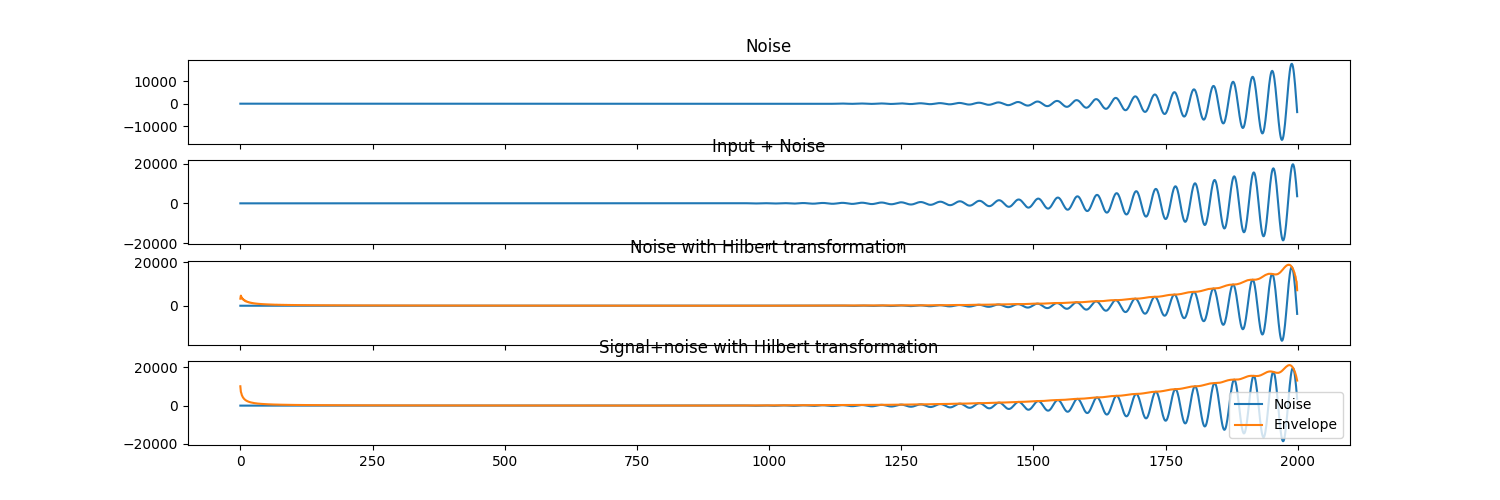 Noise
10000
0
−10000
Input + Noise
20000
0
−20000
Noise with Hilbert transformation
20000
0
Signal+noise with Hilbert transformation
20000
0
−20000
Noise
Envelope
0 250 500 750 1000 1250 1500 1750 2000